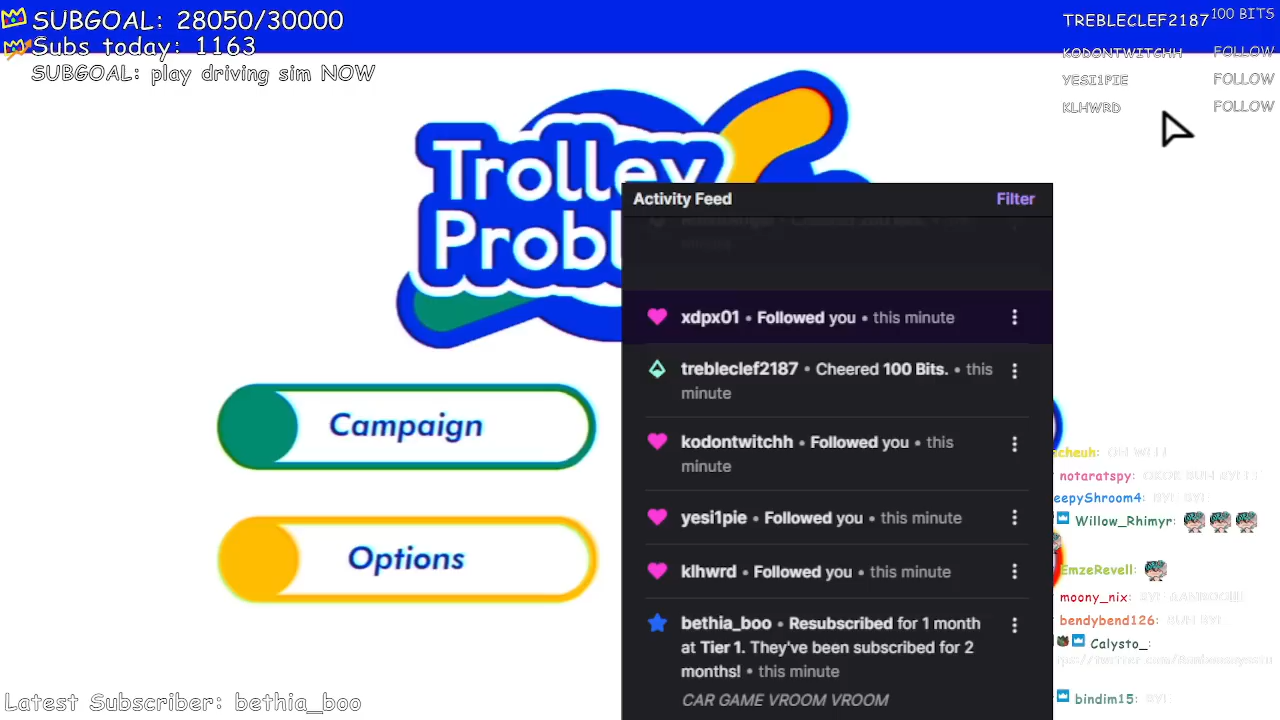 SUBGOAL: 28050/30000
Subs today: 1163
SUBGOAL: play driving sim NOW
TREBLECLEF2187 100 BITS
KODONTWITCHH FOLLOW
YESI1PIE FOLLOW
KLHWRD FOLLOW
Trolley
Probl
Activity Feed Filter
xdpx01 • Followed you • this minute
trebleclef2187 • Cheered 100 Bits. • this
minute
kodontwitchh • Followed you • this
minute
yesi1pie • Followed you • this minute
klhwrd • Followed you • this minute
bethia_boo • Resubscribed for 1 month
at Tier 1. They've been subscribed for 2
months! • this minute
CAR GAME VROOM VROOM
Campaign
Options
cheuh:
notaratspy:
eepyShroom4:
Willow_Rhimyr:
EmzeRevell:
moony_nix:
bendybend126:
Calysto_:
bindim15:
Latest Subscriber: bethia_boo